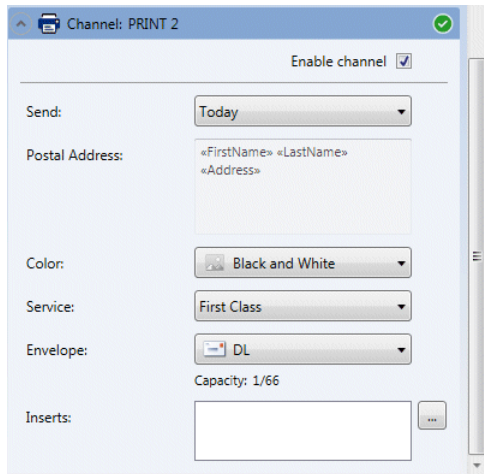 Channel: PRINT 2
Enable channel
Send: Today
Postal Address: «FirstName» «LastName»
«Address»
Color: Black and White
Service: First Class
Envelope: DL
Capacity: 1/66
Inserts: ...